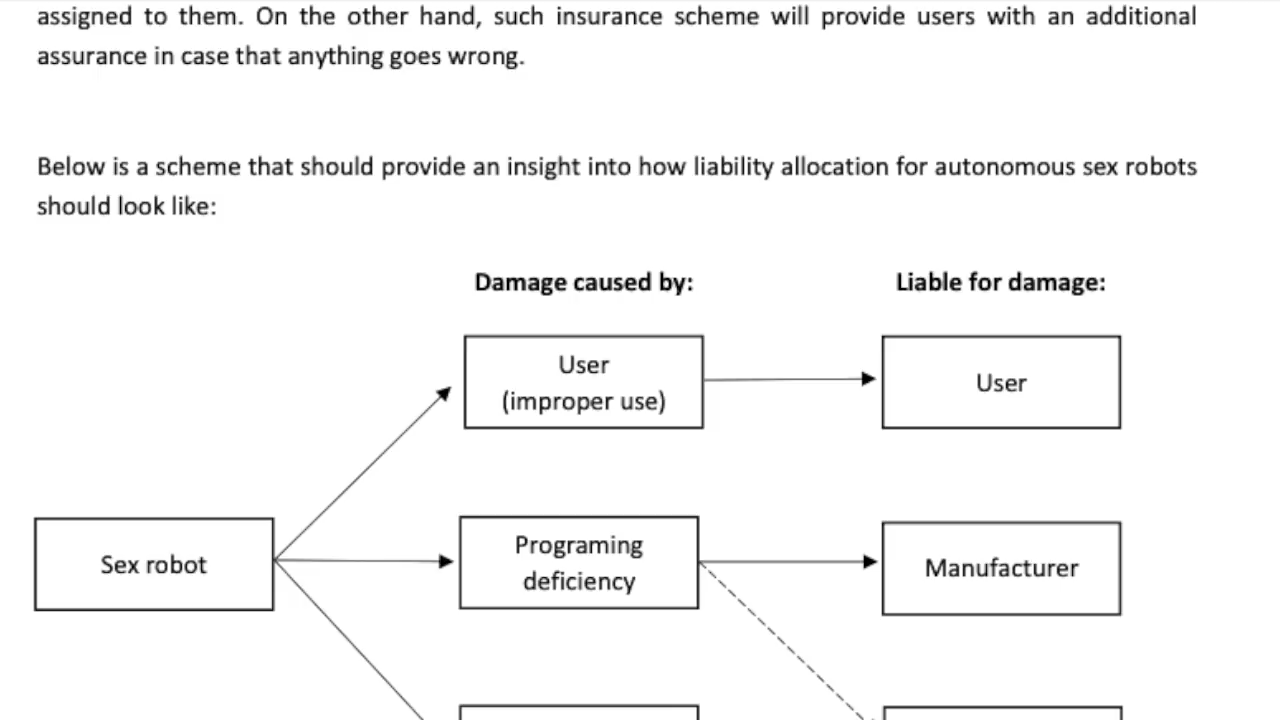 assigned to them. On the other hand, such insurance scheme will provide users with an additional
assurance in case that anything goes wrong.
Below is a scheme that should provide an insight into how liability allocation for autonomous sex robots
should look like:
Damage caused by:
Liable for damage:
User
(improper use)
User
Sex robot
Programing
deficiency
Manufacturer